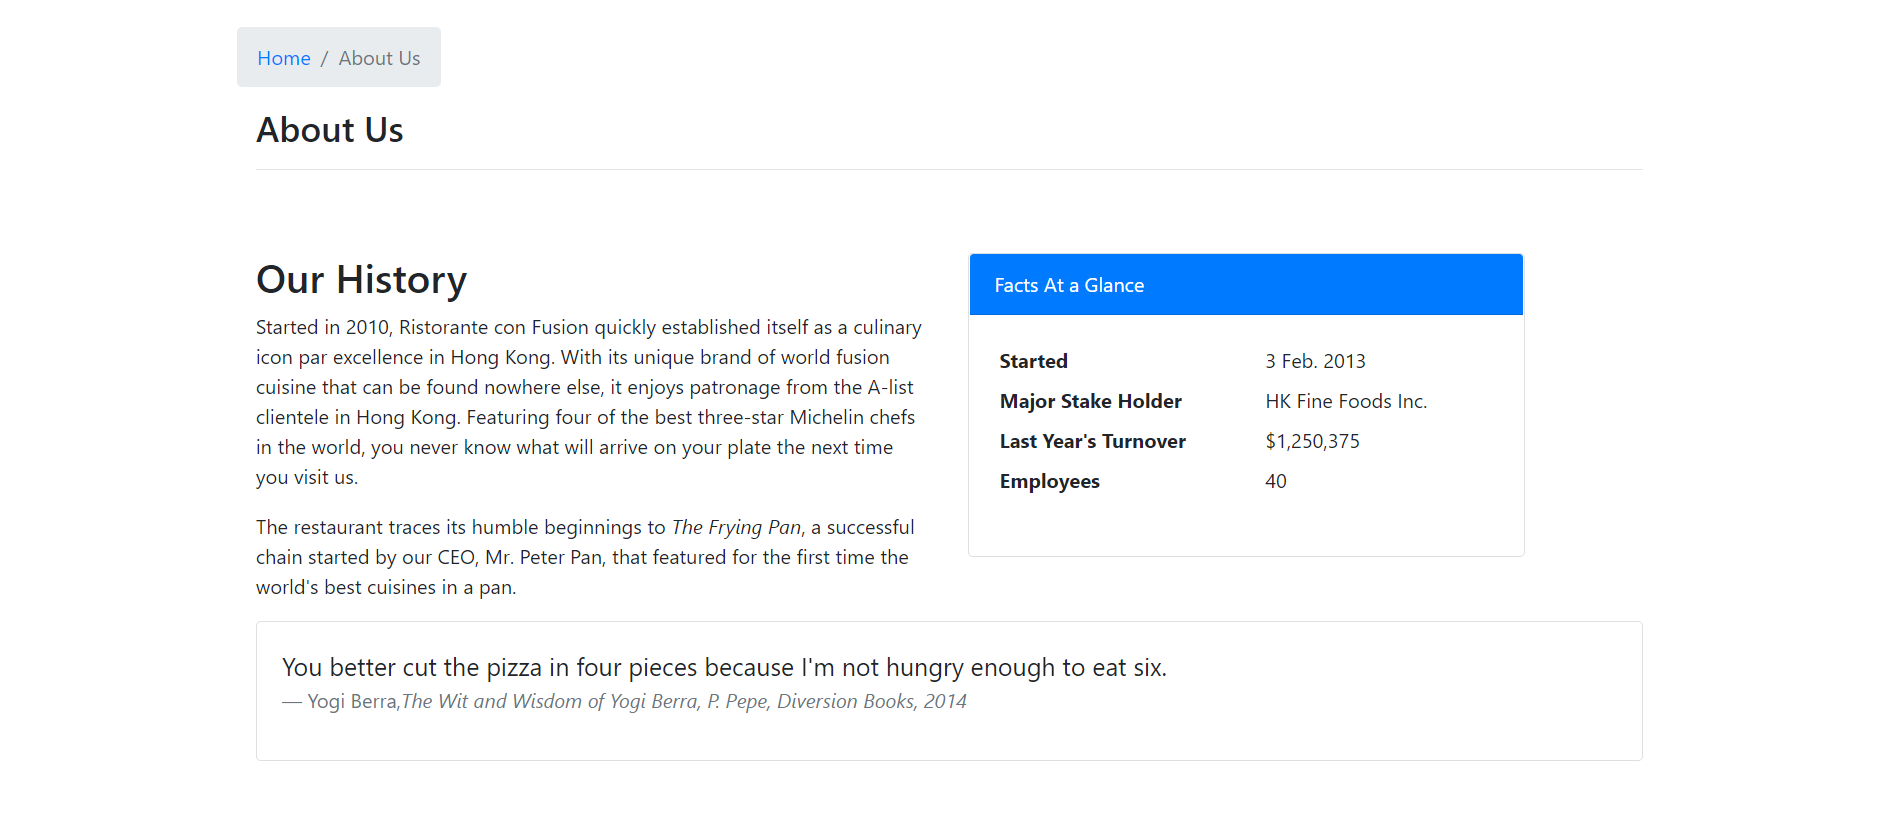 Home / About Us
About Us
Our History
Started in 2010, Ristorante con Fusion quickly established itself as a culinary
icon par excellence in Hong Kong. With its unique brand of world fusion
cuisine that can be found nowhere else, it enjoys patronage from the A-list
clientele in Hong Kong. Featuring four of the best three-star Michelin chefs
in the world, you never know what will arrive on your plate the next time
you visit us.
The restaurant traces its humble beginnings to The Frying Pan, a successful
chain started by our CEO, Mr. Peter Pan, that featured for the first time the
world's best cuisines in a pan.
Facts At a Glance
Started 3 Feb. 2013
Major Stake Holder HK Fine Foods Inc.
Last Year's Turnover $1,250,375
Employees 40
You better cut the pizza in four pieces because I'm not hungry enough to eat six.
— Yogi Berra,The Wit and Wisdom of Yogi Berra, P. Pepe, Diversion Books, 2014